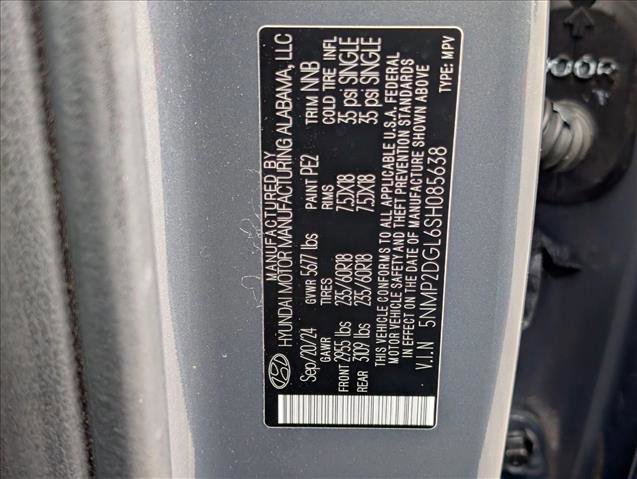 MANUFACTURED BY
HYUNDAI MOTOR MANUFACTURING ALABAMA, LLC
Sep/20/24 GVWR 5677 lbs PAINT PE2 TRIM NNB
GAWR TIRES RIMS COLD TIRE INFL
FRONT 2935 lbs 235/60R18 7.5JX18 35 psi SINGLE
REAR 3109 lbs 235/60R18 7.5JX18 35 psi SINGLE
THIS VEHICLE CONFORMS TO ALL APPLICABLE U.S.A. FEDERAL
MOTOR VEHICLE SAFETY AND THEFT PREVENTION STANDARDS
IN EFFECT ON THE DATE OF MANUFACTURE SHOWN ABOVE
V.I.N 5NMP2DGL6SH085638 TYPE: MPV